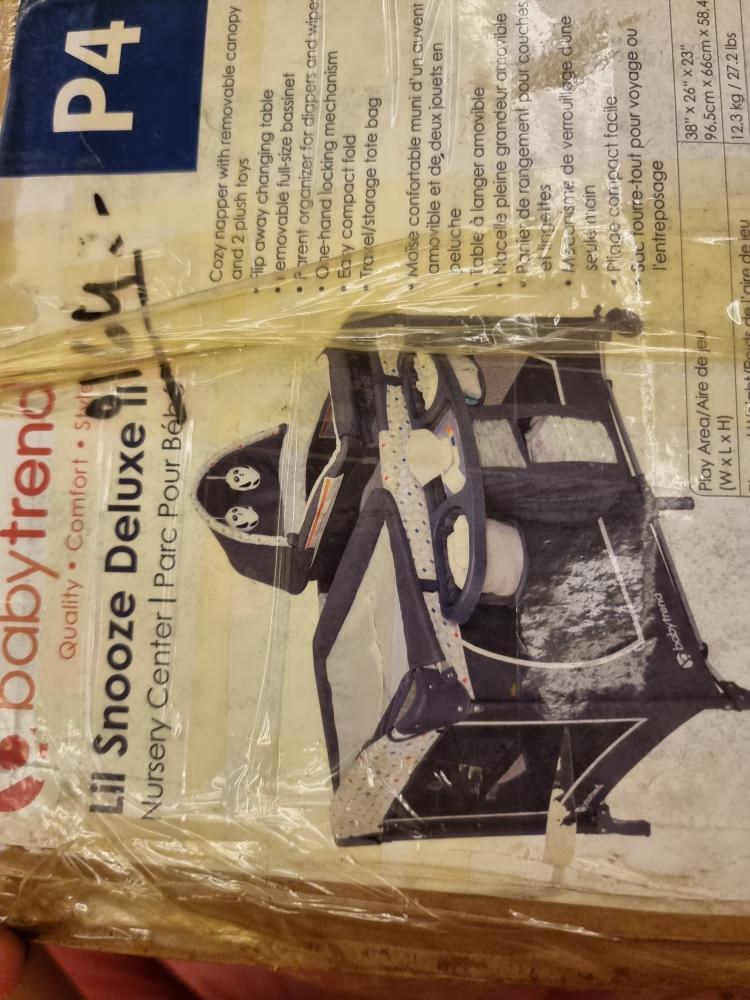 babytrend
Quality • Comfort • Style
P4
Lil Snooze Deluxe II
Nursery Center | Parc Pour Bébé
Cozy napper with removable canopy
and 2 plush toys
• Flip away changing table
• Removable full-size bassinet
• Parent organizer for diapers and wipes
• One-hand locking mechanism
• Easy compact fold
• Travel/storage tote bag
• Moïse confortable muni d'un auvent
amovible et de deux jouets en
peluche
• Table à langer amovible
• Nacelle pleine grandeur amovible
• Panier de rangement pour couches
et lingettes
• Mécanisme de verrouillage d'une
seule main
• Pliage compact facile
• Sac fourre-tout pour voyage ou
l'entreposage
babytrend
Play Area/Aire de jeu
(W x L x H)
38" x 26" x 23"
96.5cm x 66cm x 58.4
12.3 kg / 27.2 lbs